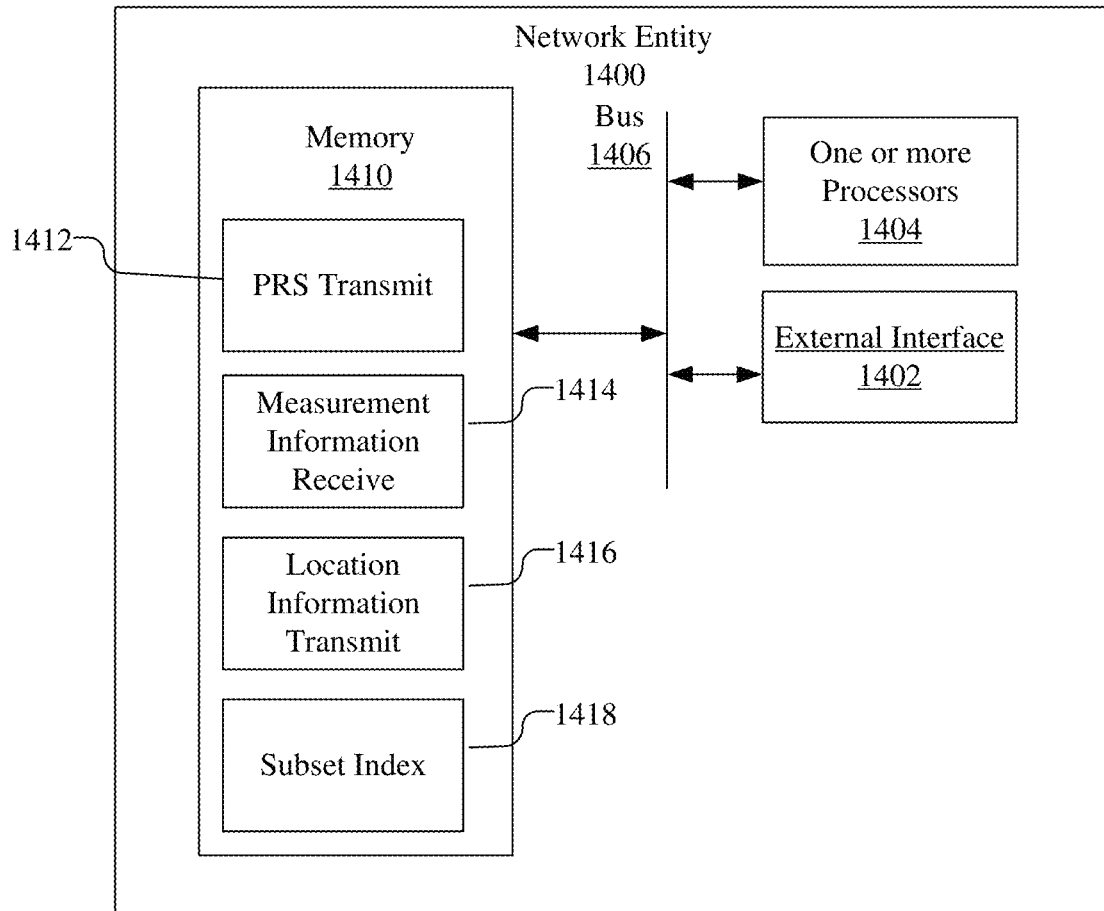 Network Entity
1400
Memory
1410
Bus
1406
One or more
Processors
1404
1412
PRS Transmit
External Interface
1402
Measurement
Information
Receive
1414
Location
Information
Transmit
1416
Subset Index
1418